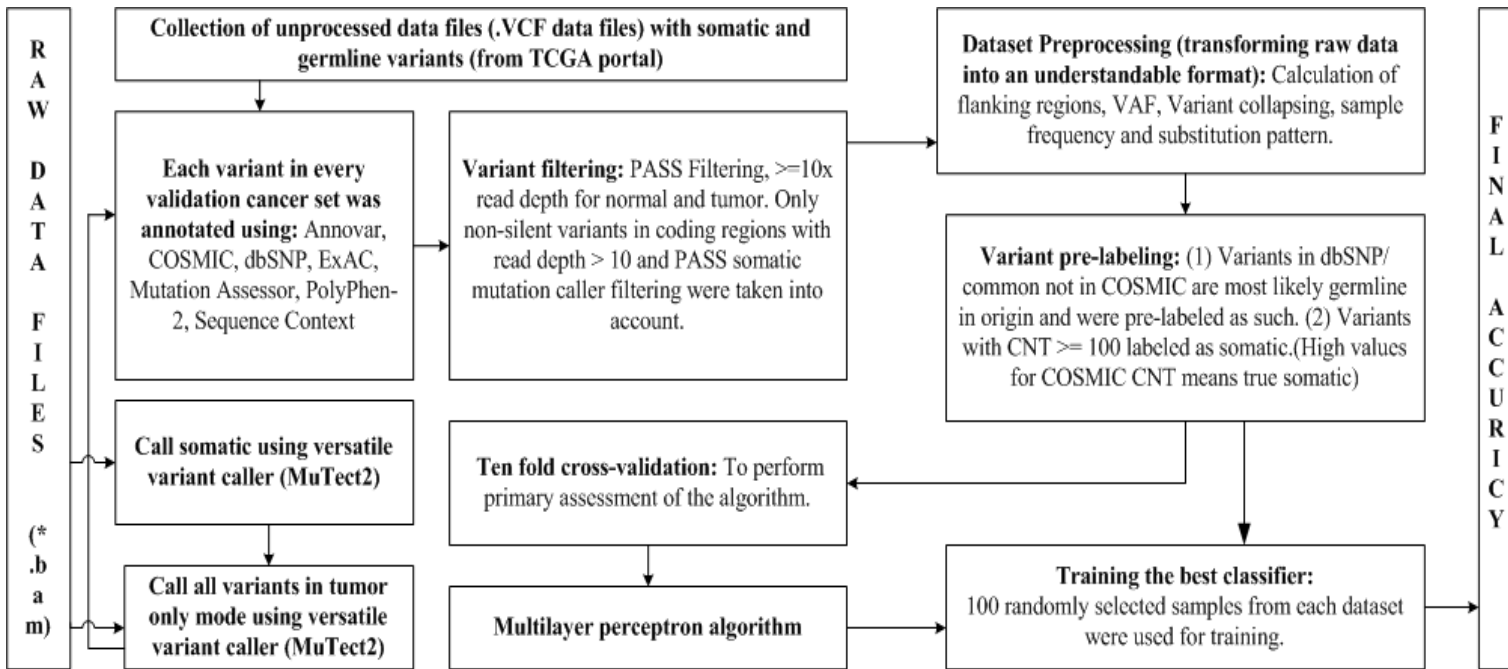 RAW DATA FILES (*.bam)
Collection of unprocessed data files (.VCF data files) with somatic and
germline variants (from TCGA portal)
Each variant in every
validation cancer set was
annotated using: Annovar,
COSMIC, dbSNP, ExAC,
Mutation Assessor, PolyPhen-
2, Sequence Context
Variant filtering: PASS Filtering, >=10x
read depth for normal and tumor. Only
non-silent variants in coding regions with
read depth > 10 and PASS somatic
mutation caller filtering were taken into
account.
Dataset Preprocessing (transforming raw data
into an understandable format): Calculation of
flanking regions, VAF, Variant collapsing, sample
frequency and substitution pattern.
Variant pre-labeling: (1) Variants in dbSNP/
common not in COSMIC are most likely germline
in origin and were pre-labeled as such. (2) Variants
with CNT >= 100 labeled as somatic.(High values
for COSMIC CNT means true somatic)
Call somatic using versatile
variant caller (MuTect2)
Call all variants in tumor
only mode using versatile
variant caller (MuTect2)
Ten fold cross-validation: To perform
primary assessment of the algorithm.
Multilayer perceptron algorithm
Training the best classifier:
100 randomly selected samples from each dataset
were used for training.
FINAL ACCURICY